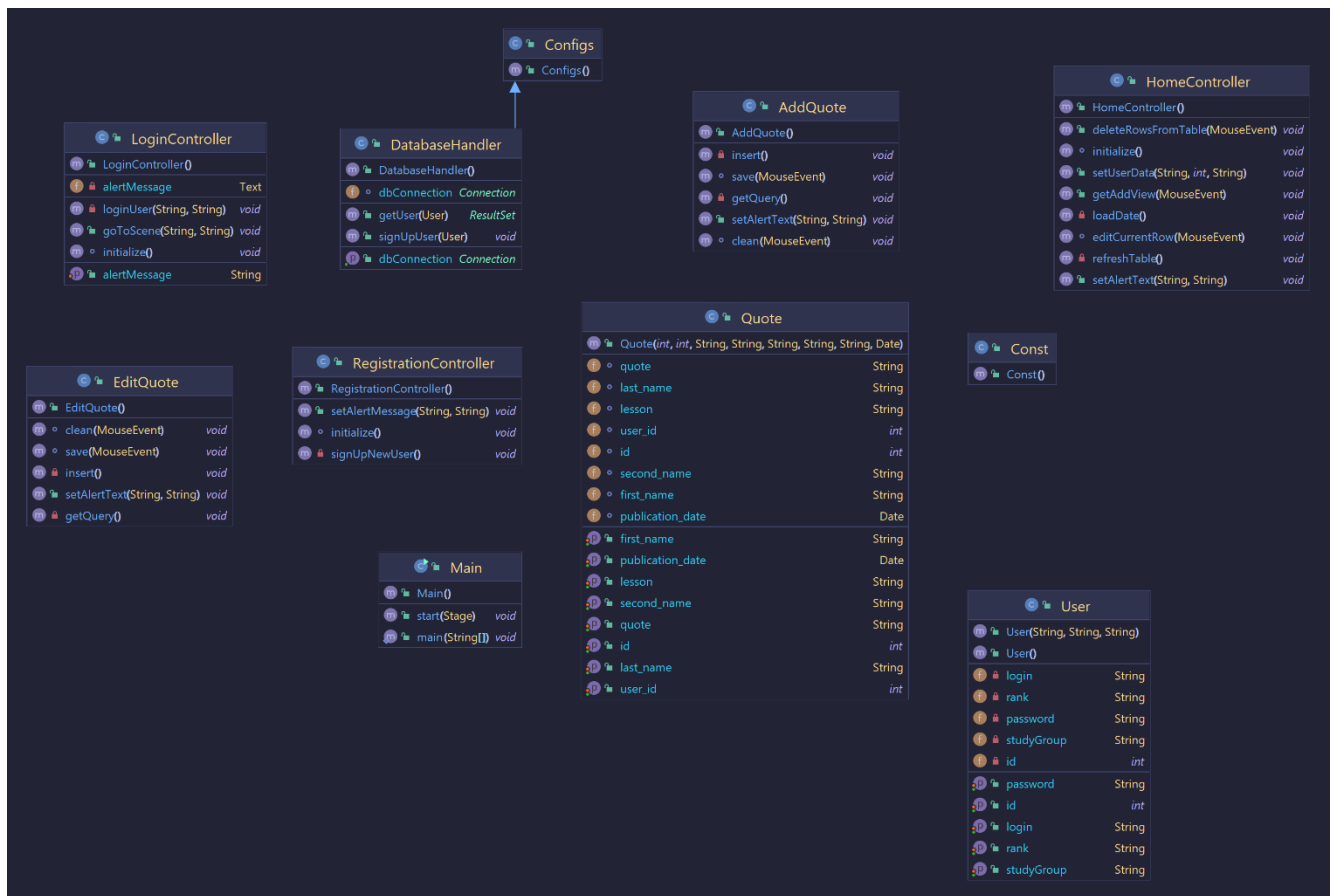 Configs
Configs()
HomeController
HomeController()
deleteRowsFromTable(MouseEvent) void
initialize() void
setUserData(String, int, String) void
getAddView(MouseEvent) void
loadDate() void
editCurrentRow(MouseEvent) void
refreshTable() void
setAlertText(String, String) void
AddQuote
AddQuote()
insert() void
save(MouseEvent) void
getQuery() void
setAlertText(String, String) void
clean(MouseEvent) void
LoginController
LoginController()
alertMessage Text
loginUser(String, String) void
goToScene(String, String) void
initialize() void
alertMessage String
DatabaseHandler
DatabaseHandler()
dbConnection Connection
getUser(User) ResultSet
signUpUser(User) void
dbConnection Connection
Quote
Quote(int, int, String, String, String, String, String, Date)
quote String
last_name String
lesson String
user_id int
id int
second_name String
first_name String
publication_date Date
first_name String
publication_date Date
lesson String
second_name String
quote String
id int
last_name String
user_id int
Const
Const()
RegistrationController
RegistrationController()
setAlertMessage(String, String) void
initialize() void
signUpNewUser() void
EditQuote
EditQuote()
clean(MouseEvent) void
save(MouseEvent) void
insert() void
setAlertText(String, String) void
getQuery() void
Main
Main()
start(Stage) void
main(String[]) void
User
User(String, String, String)
User()
login String
rank String
password String
studyGroup String
id int
password String
id int
login String
rank String
studyGroup String